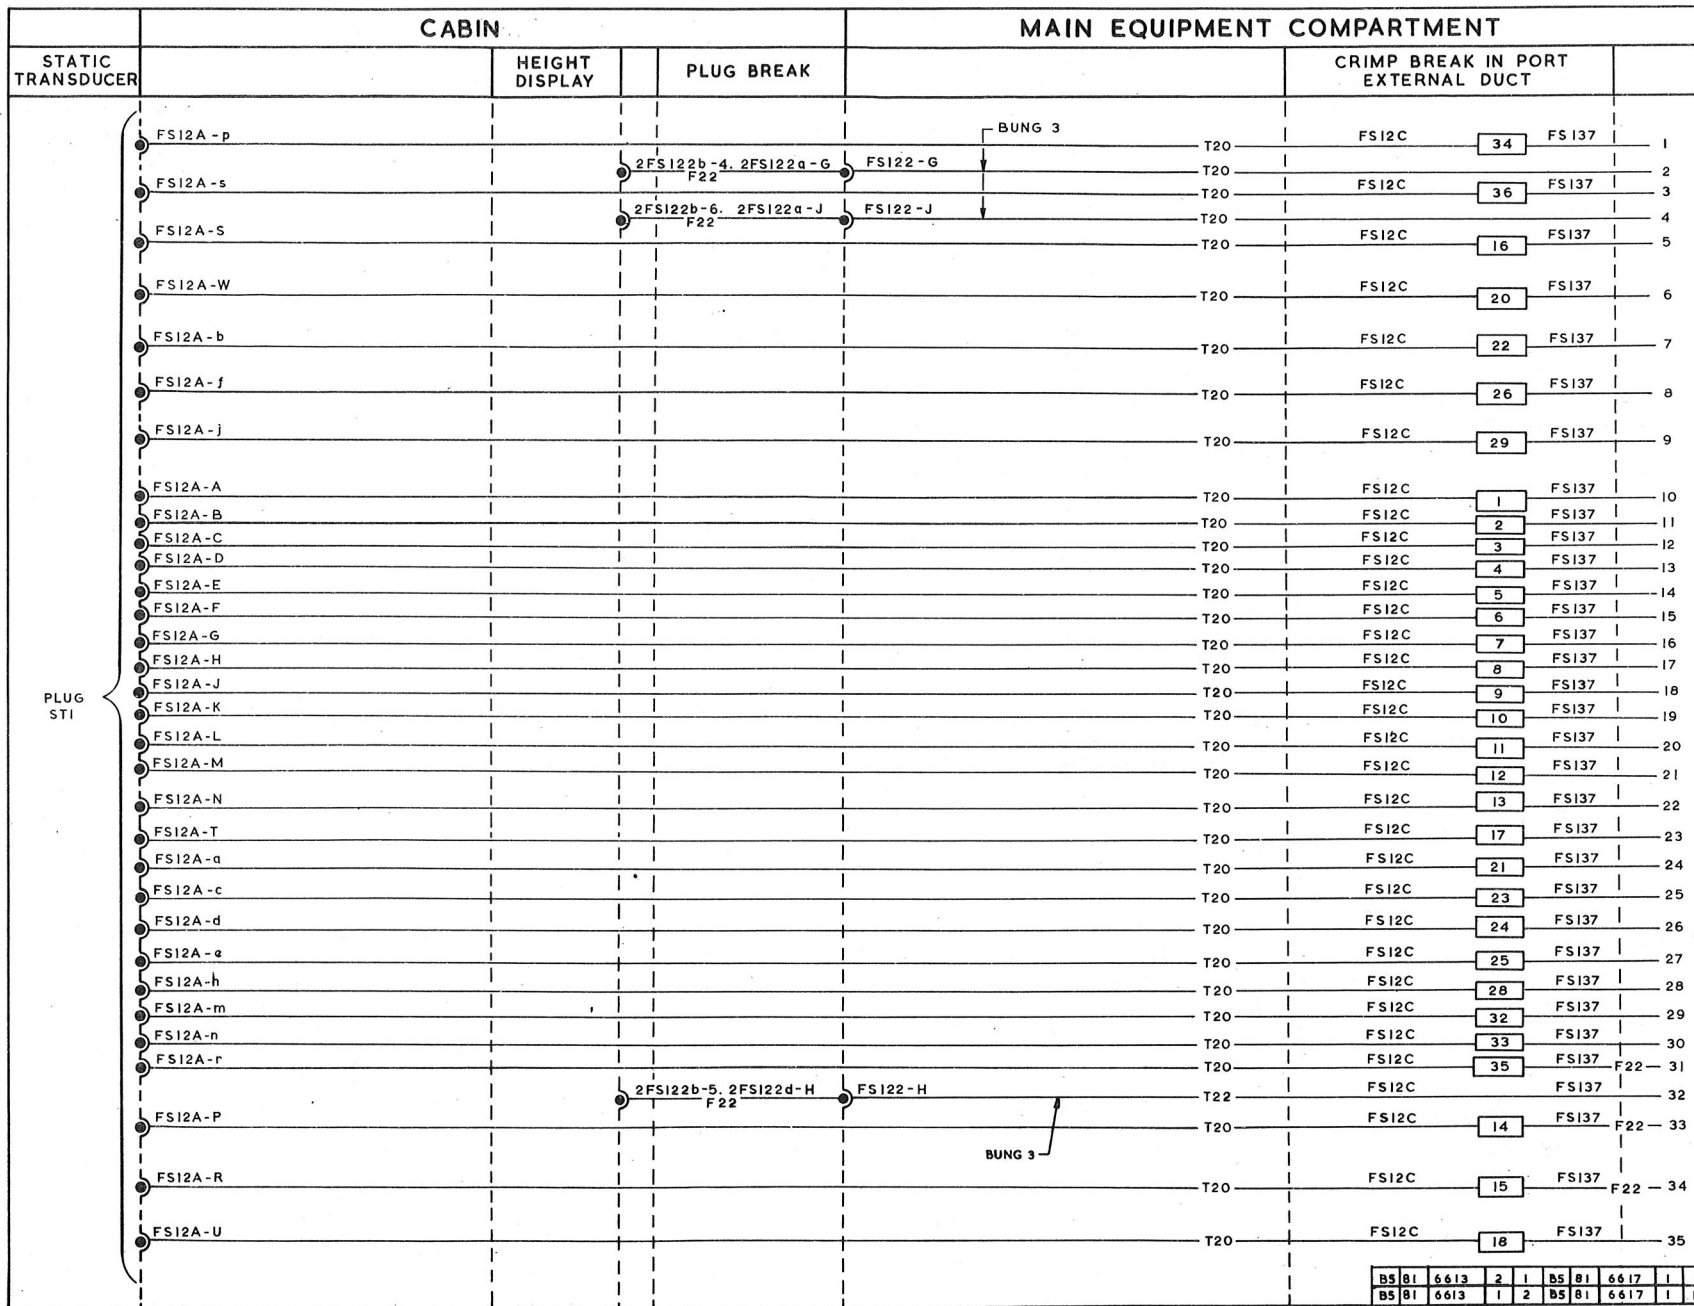 CABIN MAIN EQUIPMENT COMPARTMENT
STATIC TRANSDUCER HEIGHT DISPLAY PLUG BREAK CRIMP BREAK IN PORT EXTERNAL DUCT
BUNG 3
FS12A-p T20 FS12C 34 FS137 1
2FS122b-4. 2FS122a-G F22 FS122-G T20 2
FS12A-s T20 FS12C 36 FS137 3
2FS122b-6. 2FS122a-J F22 FS122-J T20 4
FS12A-S T20 FS12C 16 FS137 5
FS12A-W T20 FS12C 20 FS137 6
FS12A-b T20 FS12C 22 FS137 7
FS12A-f T20 FS12C 26 FS137 8
FS12A-j T20 FS12C 29 FS137 9
FS12A-A T20 FS12C 1 FS137 10
FS12A-B T20 FS12C 2 FS137 11
FS12A-C T20 FS12C 3 FS137 12
FS12A-D T20 FS12C 4 FS137 13
FS12A-E T20 FS12C 5 FS137 14
FS12A-F T20 FS12C 6 FS137 15
FS12A-G T20 FS12C 7 FS137 16
FS12A-H T20 FS12C 8 FS137 17
PLUG ST1
FS12A-J T20 FS12C 9 FS137 18
FS12A-K T20 FS12C 10 FS137 19
FS12A-L T20 FS12C 11 FS137 20
FS12A-M T20 FS12C 12 FS137 21
FS12A-N T20 FS12C 13 FS137 22
FS12A-T T20 FS12C 17 FS137 23
FS12A-a T20 FS12C 21 FS137 24
FS12A-c T20 FS12C 23 FS137 25
FS12A-d T20 FS12C 24 FS137 26
FS12A-e T20 FS12C 25 FS137 27
FS12A-h T20 FS12C 28 FS137 28
FS12A-m T20 FS12C 32 FS137 29
FS12A-n T20 FS12C 33 FS137 30
FS12A-r T20 FS12C 35 FS137 F22 31
2FS122b-5. 2FS122d-H F22 FS122-H T22 FS12C FS137 32
FS12A-P T20 FS12C 14 FS137 F22 33
BUNG 3
FS12A-R T20 FS12C 15 FS137 F22 34
FS12A-U T20 FS12C 18 FS137 35
BS 81 6613 2 1 BS 81 6617 1
BS 81 6613 1 2 BS 81 6617 1